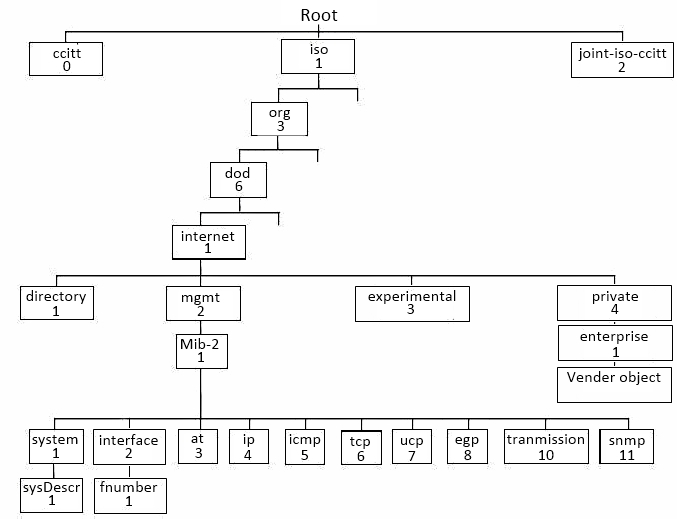 Root
ccitt
0
iso
1
joint-iso-ccitt
2
org
3
dod
6
internet
1
directory
1
mgmt
2
experimental
3
private
4
Mib-2
1
enterprise
1
Vender object
system
1
interface
2
at
3
ip
4
icmp
5
tcp
6
ucp
7
egp
8
tranmission
10
snmp
11
sysDescr
1
fnumber
1